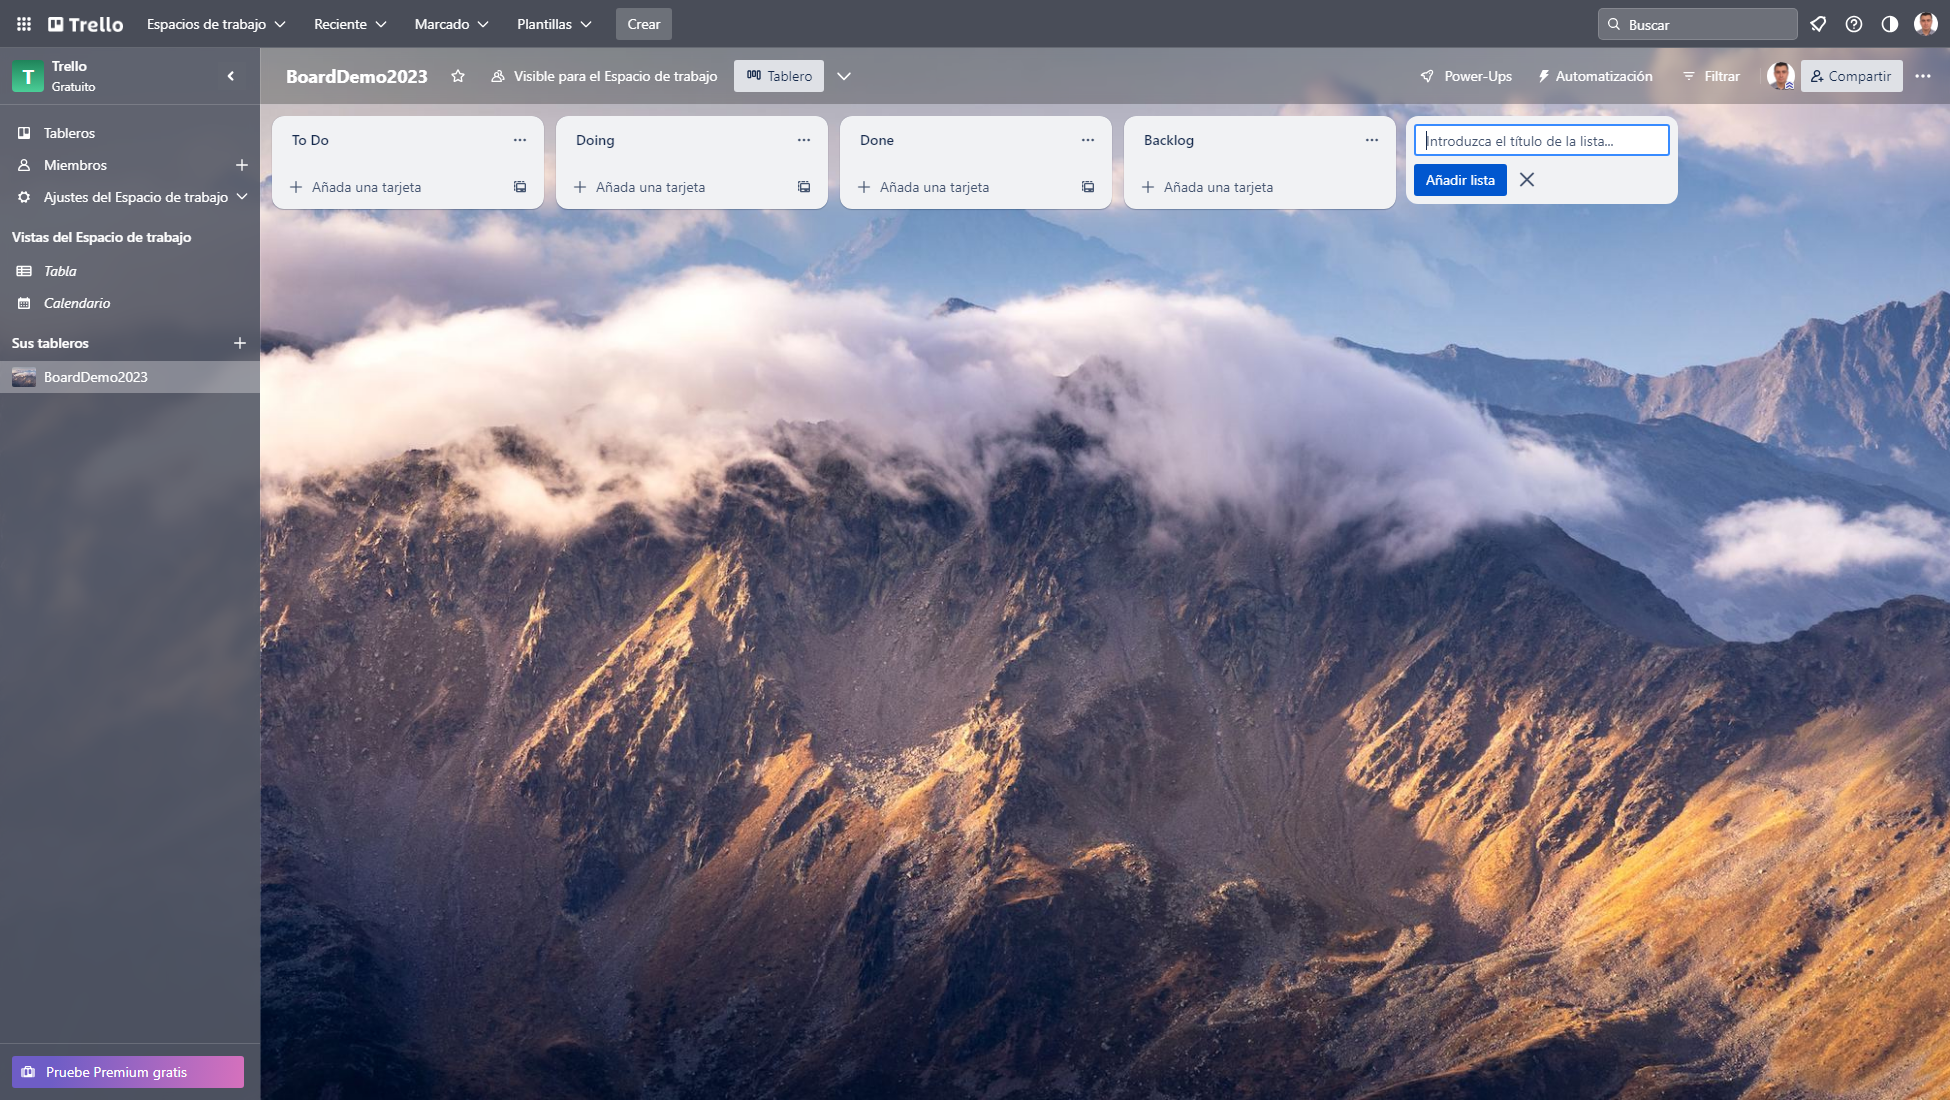 Trello
Espacios de trabajo
Reciente
Marcado
Plantillas
Crear
Buscar
T
Trello
Gratuito
BoardDemo2023
Visible para el Espacio de trabajo
Tablero
Power-Ups
Automatización
Filtrar
Compartir
Tableros
Miembros
Ajustes del Espacio de trabajo
Vistas del Espacio de trabajo
Tabla
Calendario
Sus tableros
BoardDemo2023
Pruebe Premium gratis
To Do
Añada una tarjeta
Doing
Añada una tarjeta
Done
Añada una tarjeta
Backlog
Añada una tarjeta
Introduzca el título de la lista...
Añadir lista